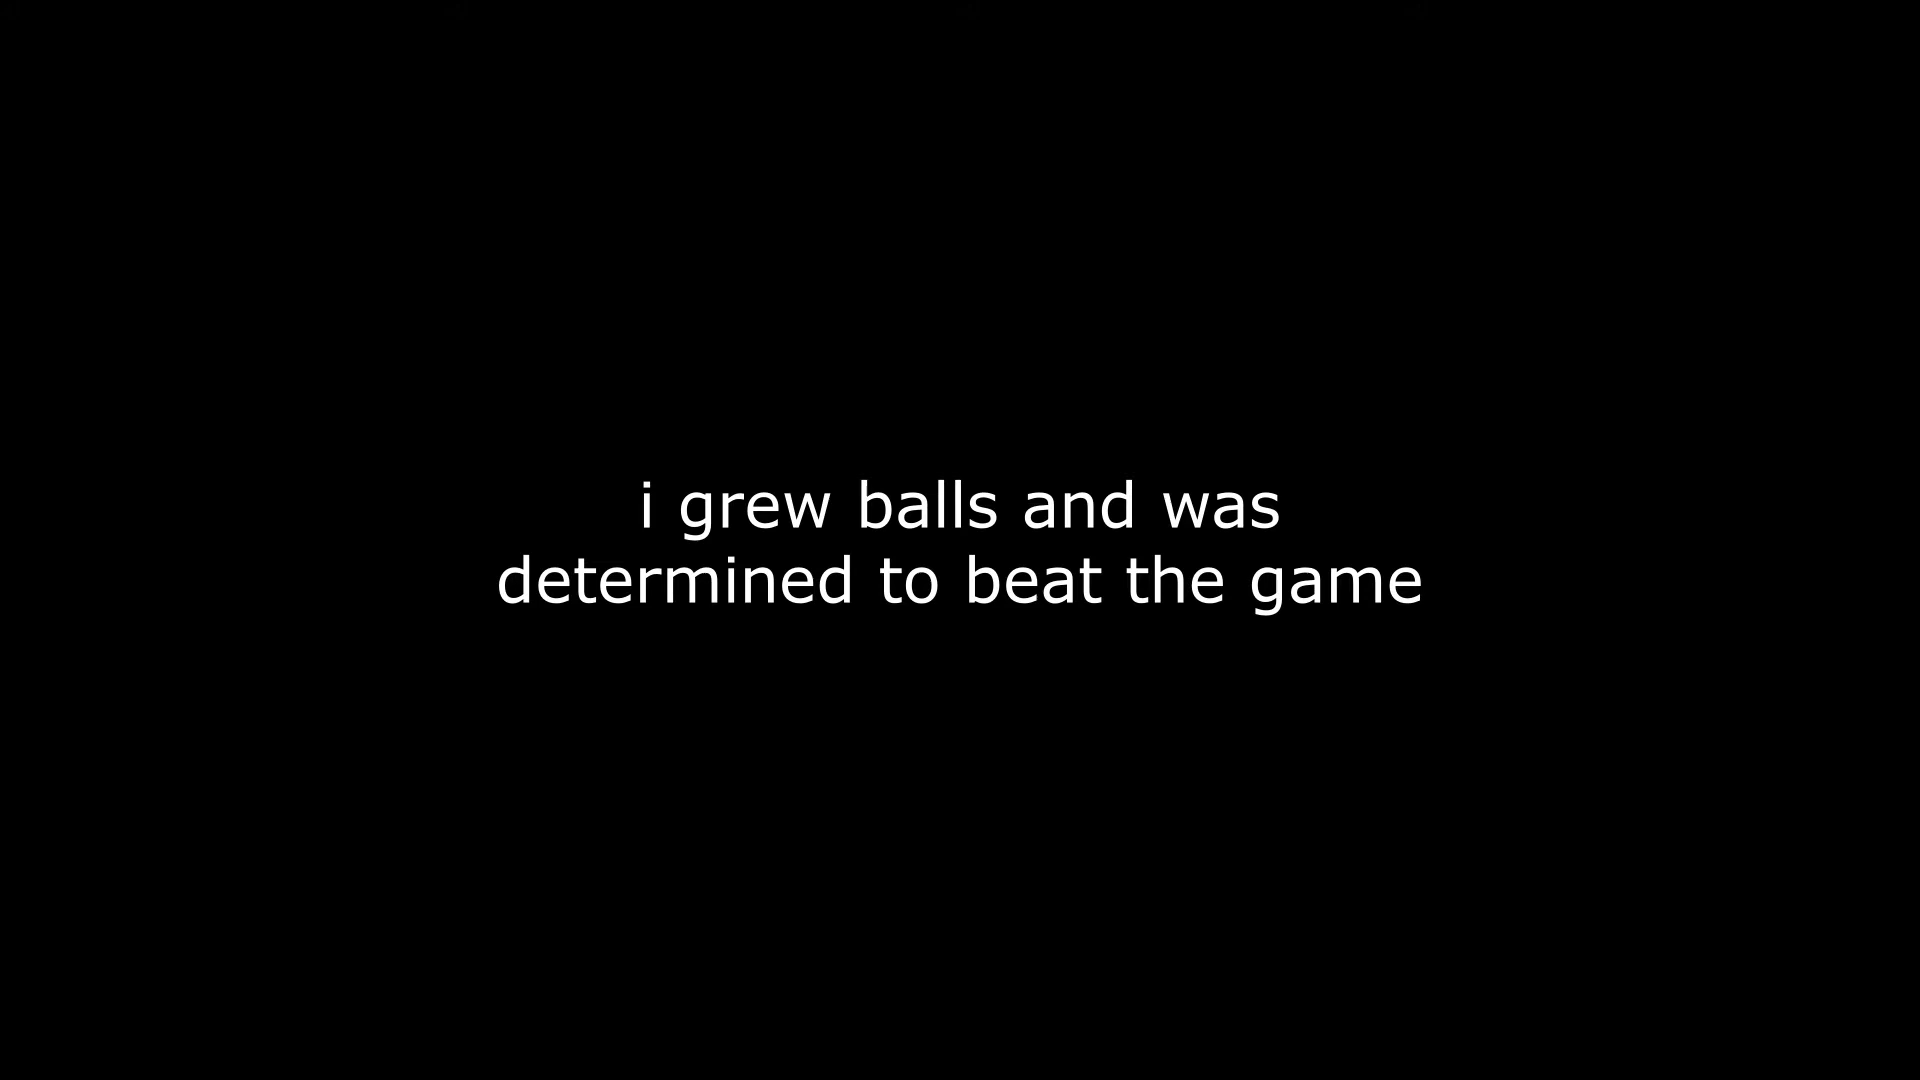 i grew balls and was
determined to beat the game